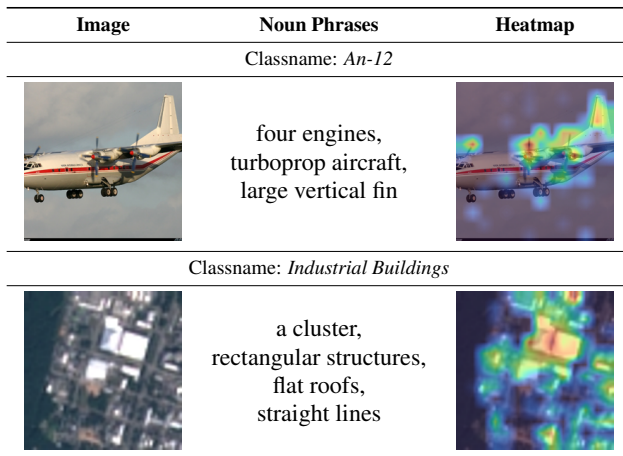 Image Noun Phrases Heatmap
Classname: An-12
four engines,
turboprop aircraft,
large vertical fin
Classname: Industrial Buildings
a cluster,
rectangular structures,
flat roofs,
straight lines